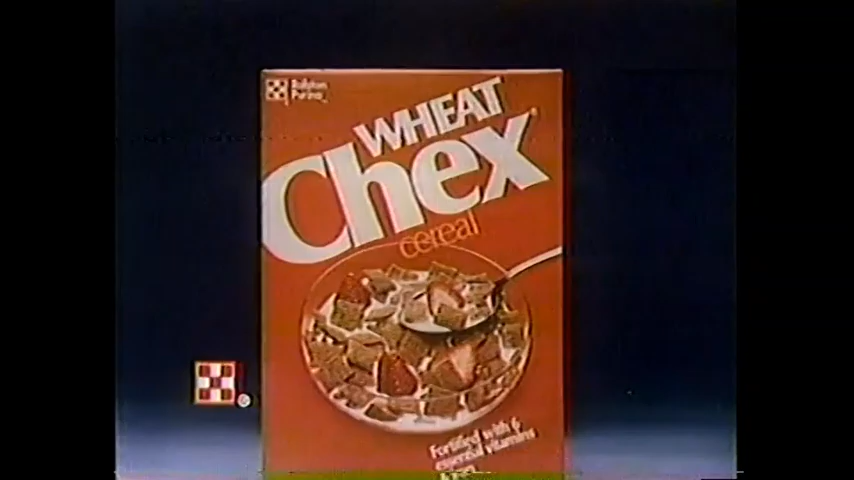 Ralston
Purina
WHEAT
Chex®
cereal
Fortified with 6
essential vitamins